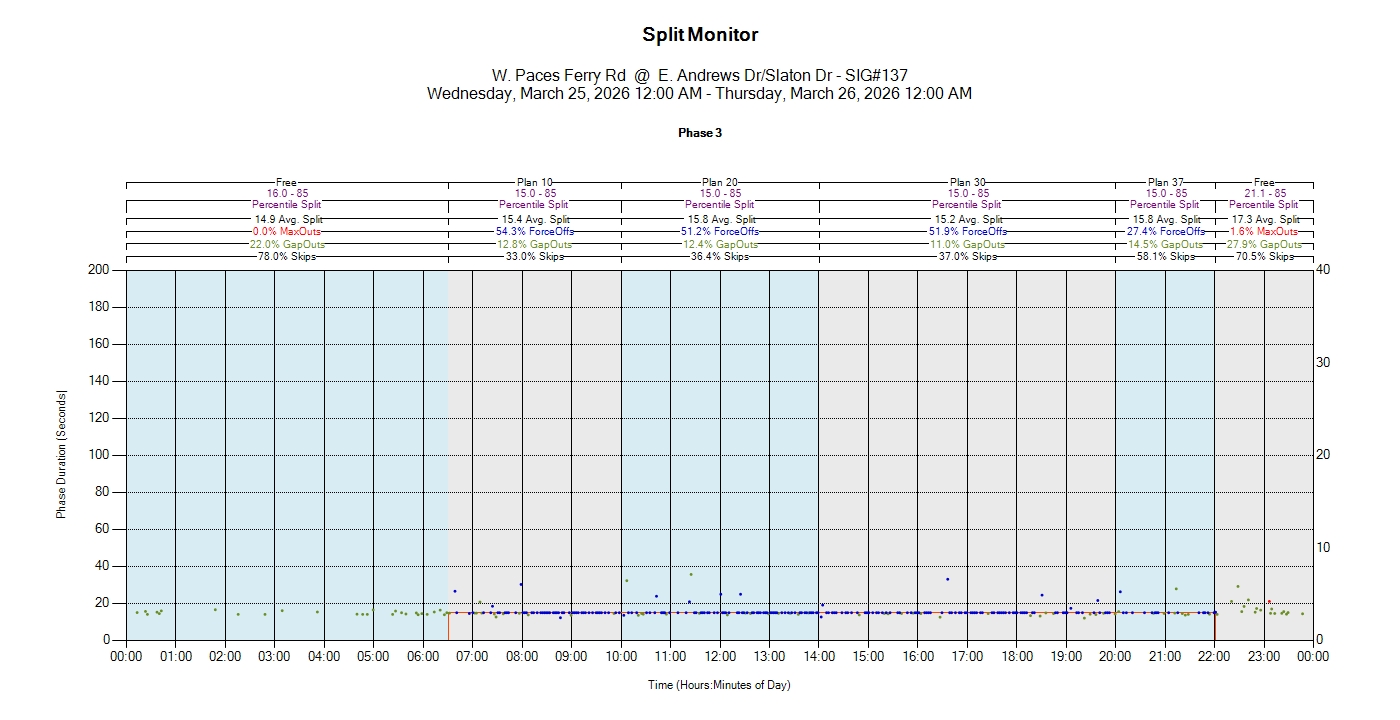 Split Monitor
W. Paces Ferry Rd @ E. Andrews Dr/Slaton Dr - SIG#137
Wednesday, March 25, 2026 12:00 AM - Thursday, March 26, 2026 12:00 AM
Phase 3
Free Plan 10 Plan 20 Plan 30 Plan 37 Free
16.0 - 85 15.0 - 85 15.0 - 85 15.0 - 85 15.0 - 85 21.1 - 85
Percentile Split Percentile Split Percentile Split Percentile Split Percentile Split Percentile Split
14.9 Avg. Split 15.4 Avg. Split 15.8 Avg. Split 15.2 Avg. Split 15.8 Avg. Split 17.3 Avg. Split
0.0% MaxOuts 54.3% ForceOffs 51.2% ForceOffs 51.9% ForceOffs 27.4% ForceOffs 1.6% MaxOuts
22.0% GapOuts 12.8% GapOuts 12.4% GapOuts 11.0% GapOuts 14.5% GapOuts 27.9% GapOuts
78.0% Skips 33.0% Skips 36.4% Skips 37.0% Skips 58.1% Skips 70.5% Skips
200 40
180
160
30
140
120
100 20
80
60
10
40
20
0 0
Phase Duration (Seconds)
00:00 01:00 02:00 03:00 04:00 05:00 06:00 07:00 08:00 09:00 10:00 11:00 12:00 13:00 14:00 15:00 16:00 17:00 18:00 19:00 20:00 21:00 22:00 23:00 00:00
Time (Hours:Minutes of Day)